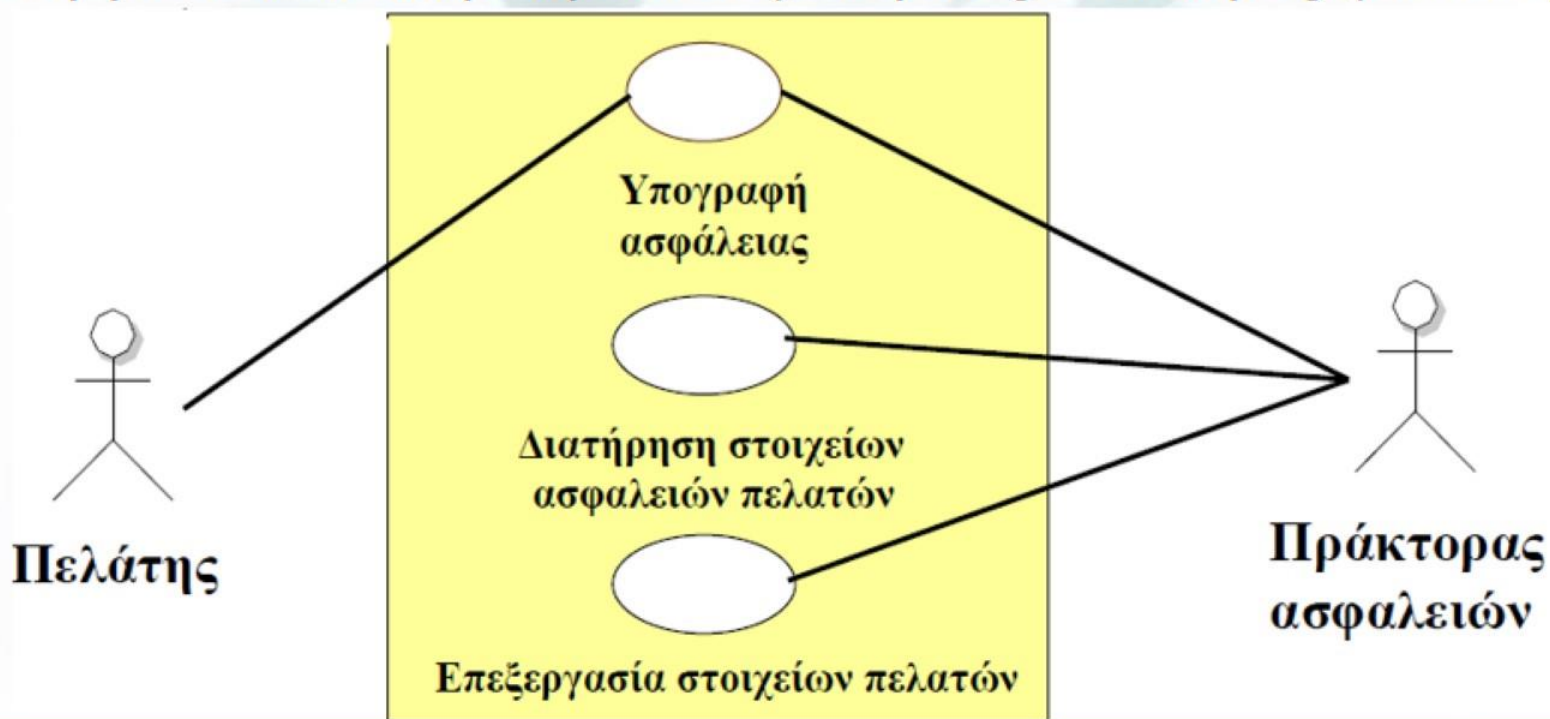 Υπογραφή
ασφάλειας
Διατήρηση στοιχείων
ασφαλειών πελατών
Πελάτης
Πράκτορας
ασφαλειών
Επεξεργασία στοιχείων πελατών